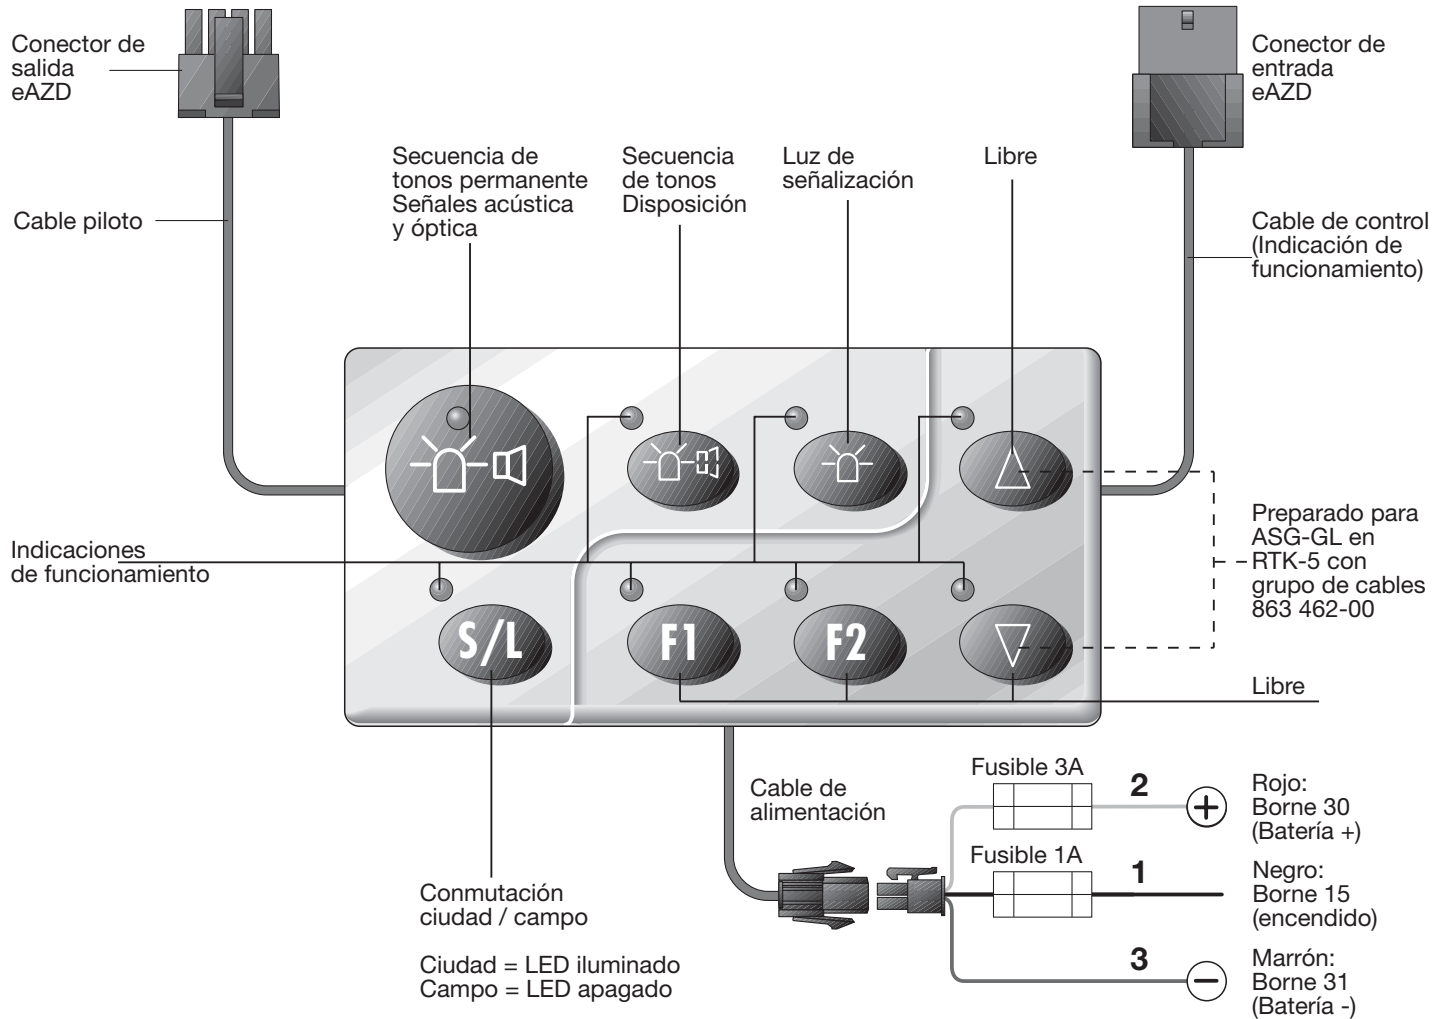 Conector de
salida
eAZD
Conector de
entrada
eAZD
Secuencia de
tonos permanente
Señales acústica
y óptica
Secuencia
de tonos
Disposición
Luz de
señalización
Libre
Cable piloto
Cable de control
(Indicación de
funcionamiento)
Indicaciones
de funcionamiento
Preparado para
ASG-GL en
RTK-5 con
grupo de cables
863 462-00
S/L
F1
F2
Libre
Cable de
alimentación
Fusible 3A
2
Rojo:
Borne 30
(Batería +)
Fusible 1A
1
Negro:
Borne 15
(encendido)
3
Marrón:
Borne 31
(Batería -)
Conmutación
ciudad / campo
Ciudad = LED iluminado
Campo = LED apagado